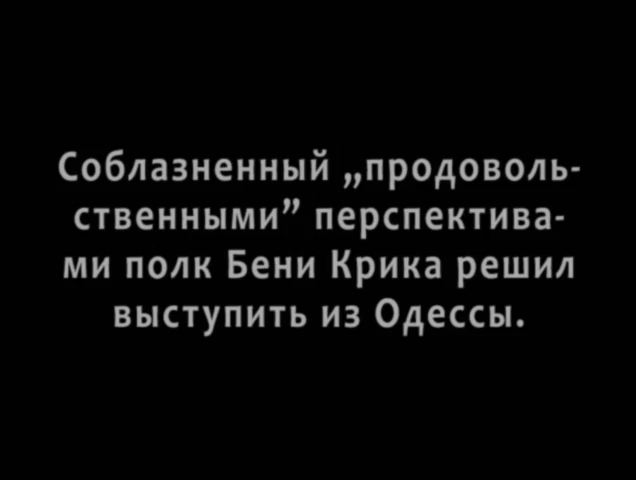 Соблазненный „продоволь-
ственными” перспектива-
ми полк Бени Крика решил
выступить из Одессы.